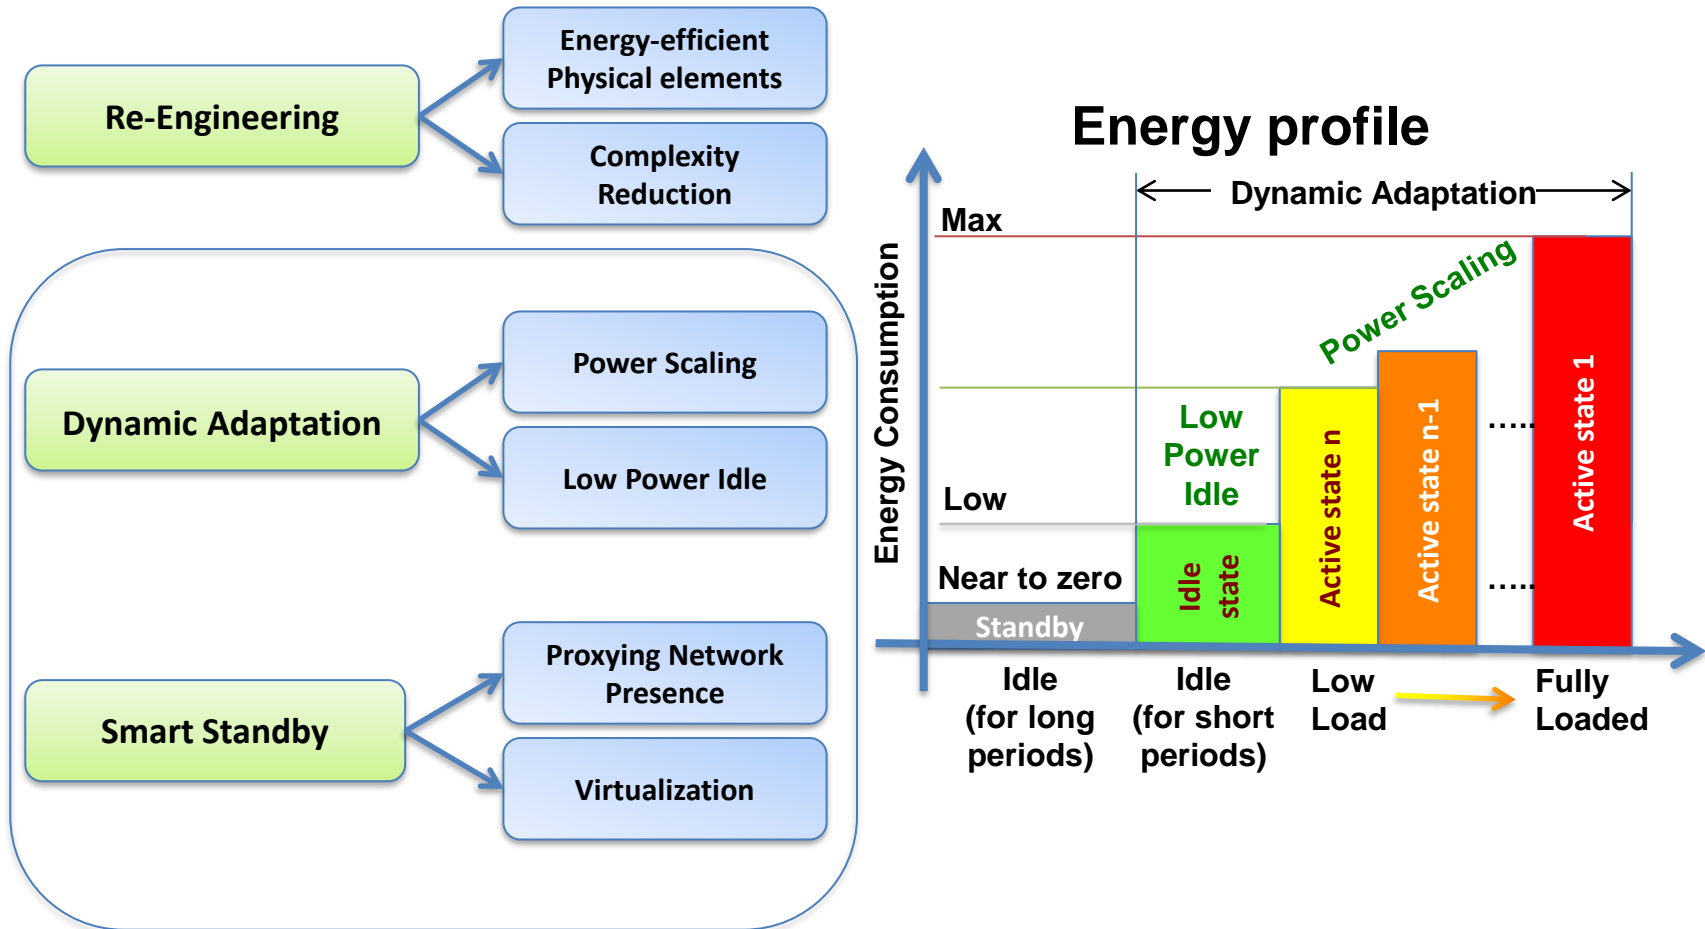 Re-Engineering
Energy-efficient
Physical elements
Complexity
Reduction
Dynamic Adaptation
Power Scaling
Low Power Idle
Smart Standby
Proxying Network
Presence
Virtualization
Energy profile
Dynamic Adaptation
Energy Consumption
Max
Low
Near to zero
Power Scaling
Low
Power
Idle
Standby
Idle
state
Active state n
Active state n-1
.....
.....
Active state 1
Idle
(for long
periods)
Idle
(for short
periods)
Low
Load
Fully
Loaded